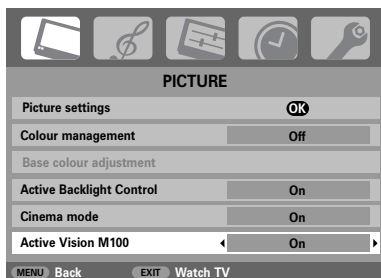 PICTURE
Picture settings OK
Colour management Off
Base colour adjustment
Active Backlight Control On
Cinema mode On
Active Vision M100 On
MENU Back EXIT Watch TV